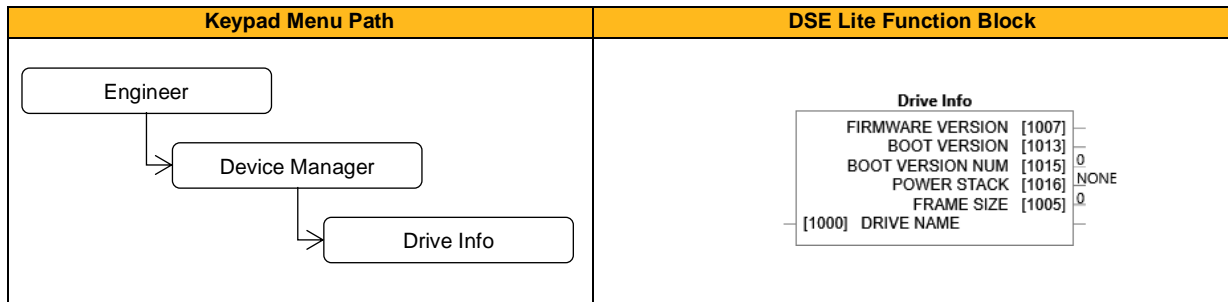 Keypad Menu Path
DSE Lite Function Block
Engineer
Device Manager
Drive Info
Drive Info
FIRMWARE VERSION [1007]
BOOT VERSION [1013]
BOOT VERSION NUM [1015] 0
POWER STACK [1016] NONE
FRAME SIZE [1005] 0
[1000] DRIVE NAME